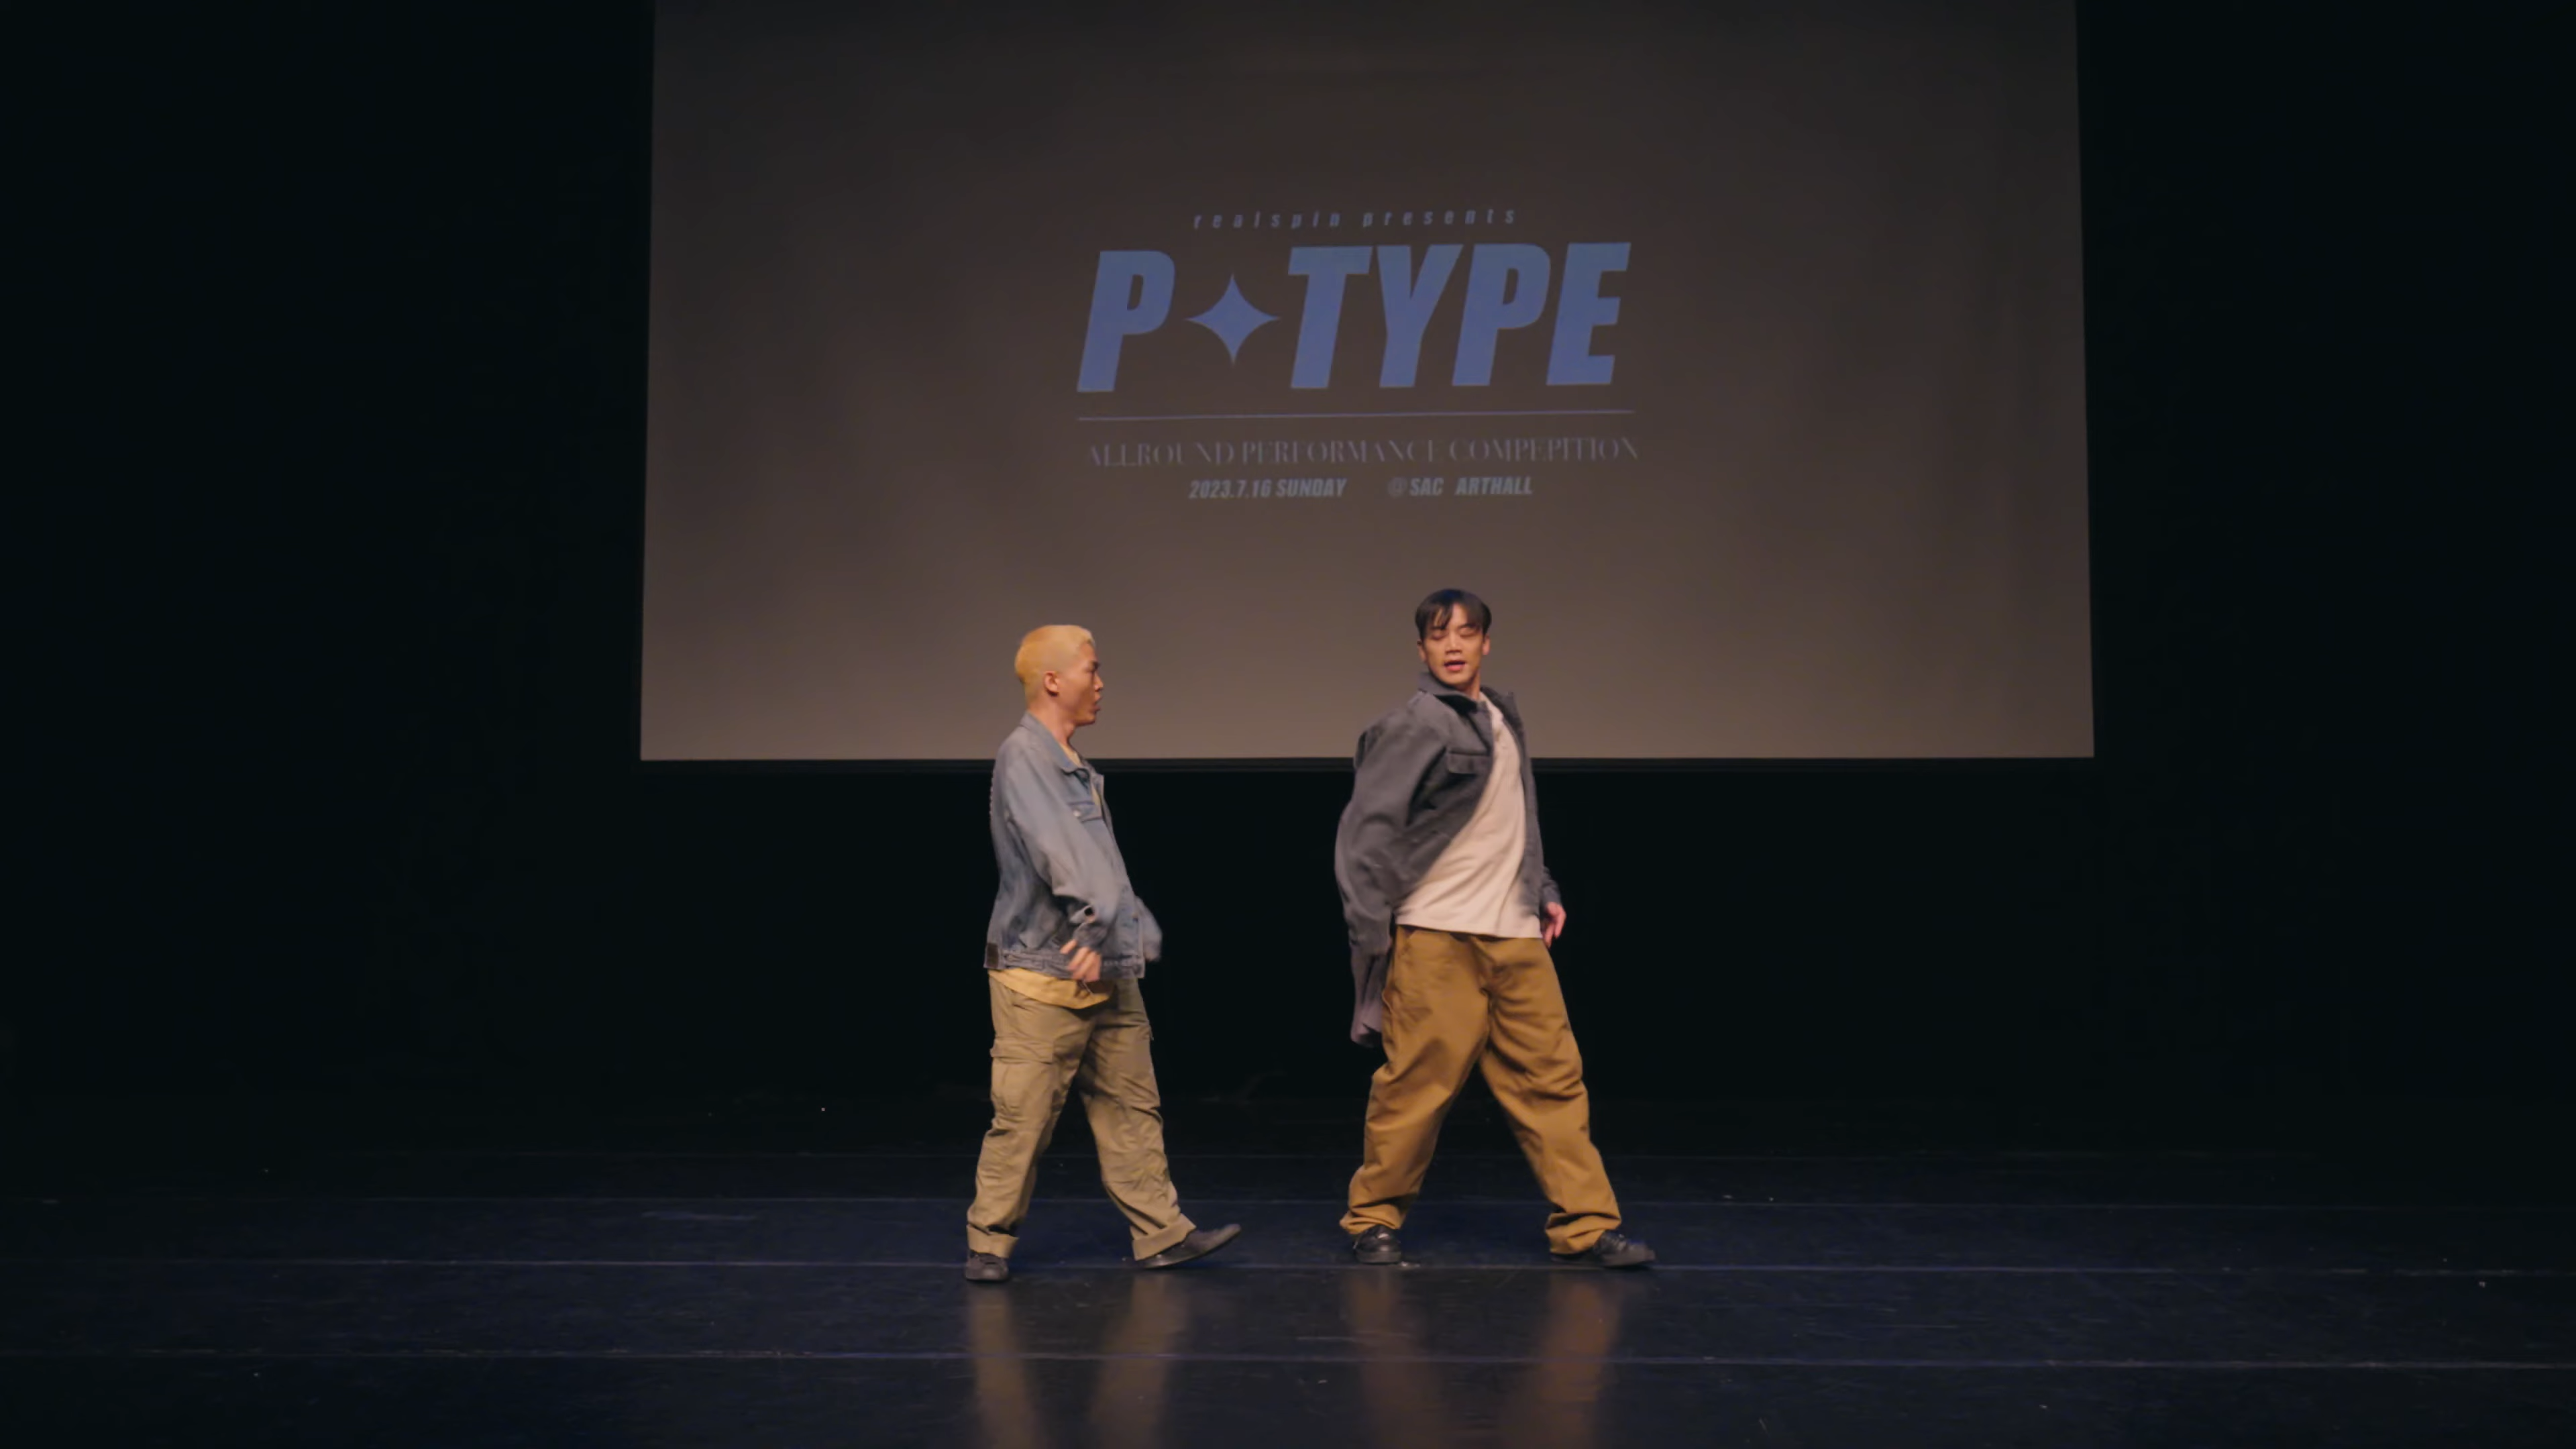 realspin presents
P✦TYPE
ALLROUND PERFORMANCE COMPEPITION
2023.7.16 SUNDAY @ SAC ARTHALL